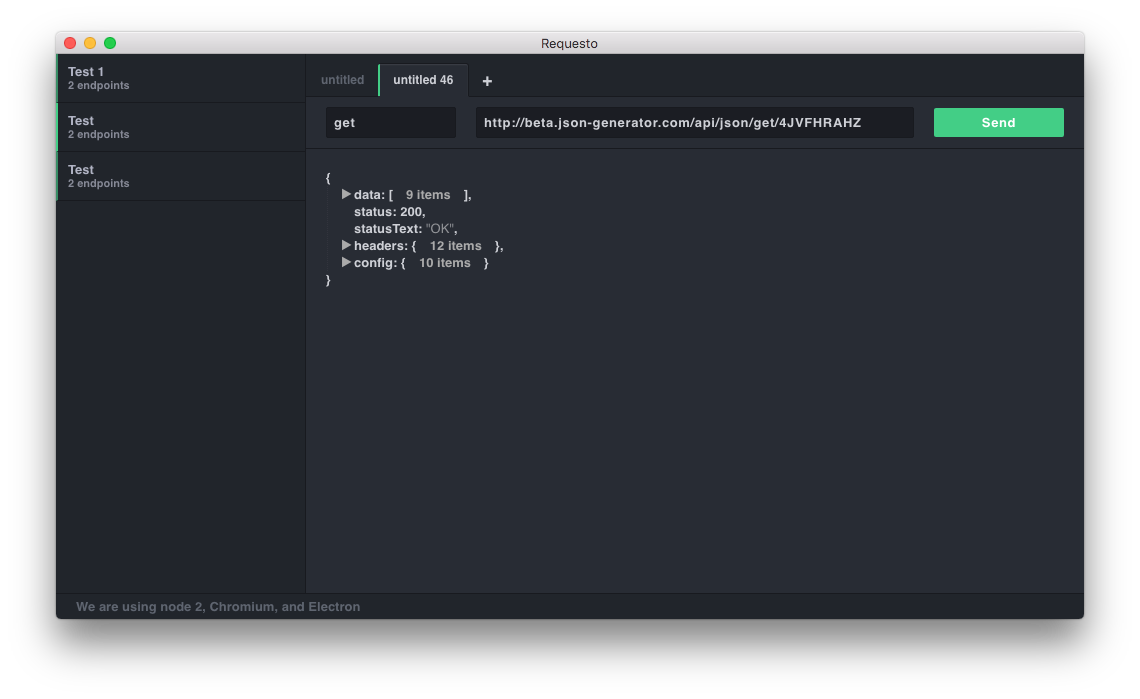 Requesto
Test 1
2 endpoints
Test
2 endpoints
Test
2 endpoints
untitled
untitled 46
+
get
http://beta.json-generator.com/api/json/get/4JVFHRAHZ
Send
{
data: [ 9 items ],
status: 200,
statusText: "OK",
headers: { 12 items },
config: { 10 items }
}
We are using node 2, Chromium, and Electron